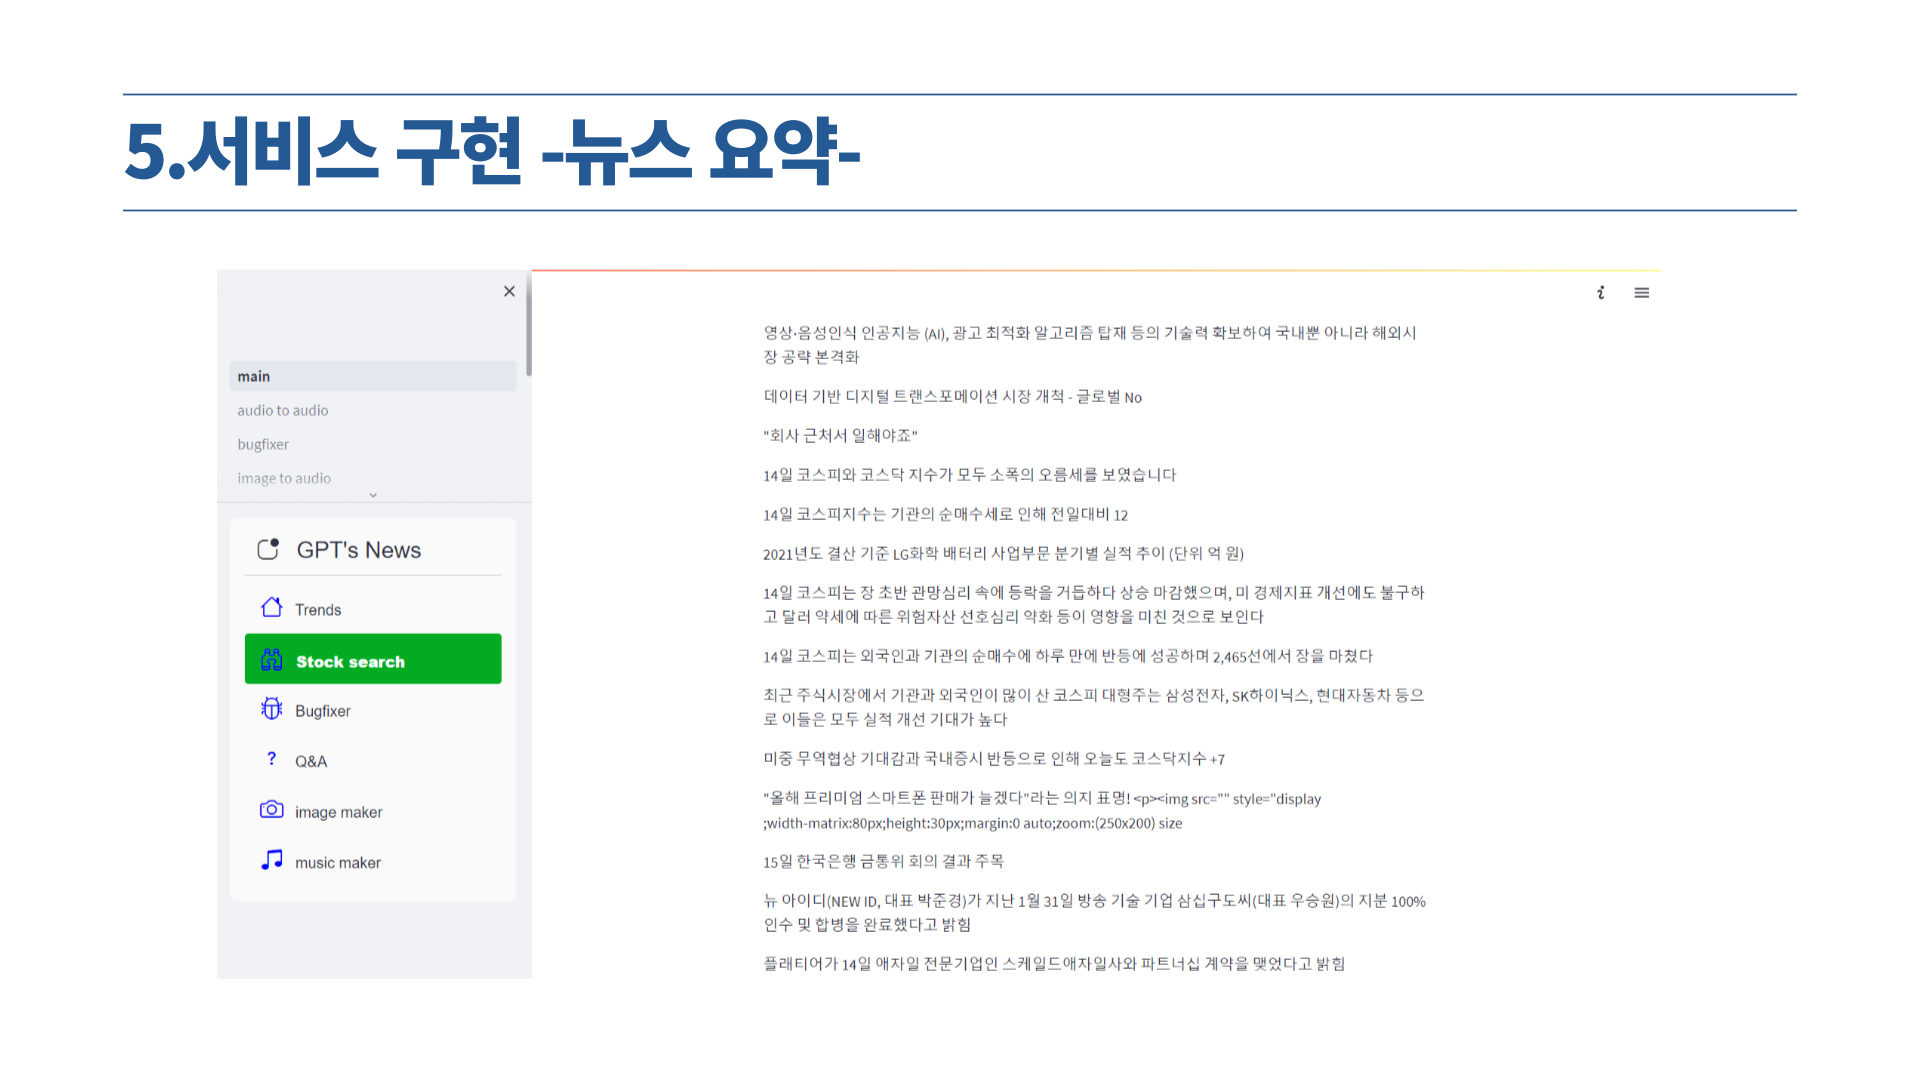 5.서비스 구현 -뉴스 요약-
main
audio to audio
bugfixer
image to audio
GPT's News
Trends
Stock search
Bugfixer
? Q&A
image maker
music maker
영상·음성인식 인공지능 (AI), 광고 최적화 알고리즘 탑재 등의 기술력 확보하여 국내뿐 아니라 해외시
장 공략 본격화
데이터 기반 디지털 트랜스포메이션 시장 개척 - 글로벌 No
"회사 근처서 일해야죠"
14일 코스피와 코스닥 지수가 모두 소폭의 오름세를 보였습니다
14일 코스피지수는 기관의 순매수세로 인해 전일대비 12
2021년도 결산 기준 LG화학 배터리 사업부문 분기별 실적 추이 (단위 억 원)
14일 코스피는 장 초반 관망심리 속에 등락을 거듭하다 상승 마감했으며, 미 경제지표 개선에도 불구하
고 달러 약세에 따른 위험자산 선호심리 약화 등이 영향을 미친 것으로 보인다
14일 코스피는 외국인과 기관의 순매수에 하루 만에 반등에 성공하며 2,465선에서 장을 마쳤다
최근 주식시장에서 기관과 외국인이 많이 산 코스피 대형주는 삼성전자, SK하이닉스, 현대자동차 등으
로 이들은 모두 실적 개선 기대가 높다
미중 무역협상 기대감과 국내증시 반등으로 인해 오늘도 코스닥지수 +7
"올해 프리미엄 스마트폰 판매가 늘겠다"라는 의지 표명! <p><img src="" style="display
;width-matrix:80px;height:30px;margin:0 auto;zoom:(250x200) size
15일 한국은행 금통위 회의 결과 주목
뉴 아이디(NEW ID, 대표 박준경)가 지난 1월 31일 방송 기술 기업 삼십구도씨(대표 우승원)의 지분 100%
인수 및 합병을 완료했다고 밝힘
플래티어가 14일 애자일 전문기업인 스케일드애자일사와 파트너십 계약을 맺었다고 밝힘